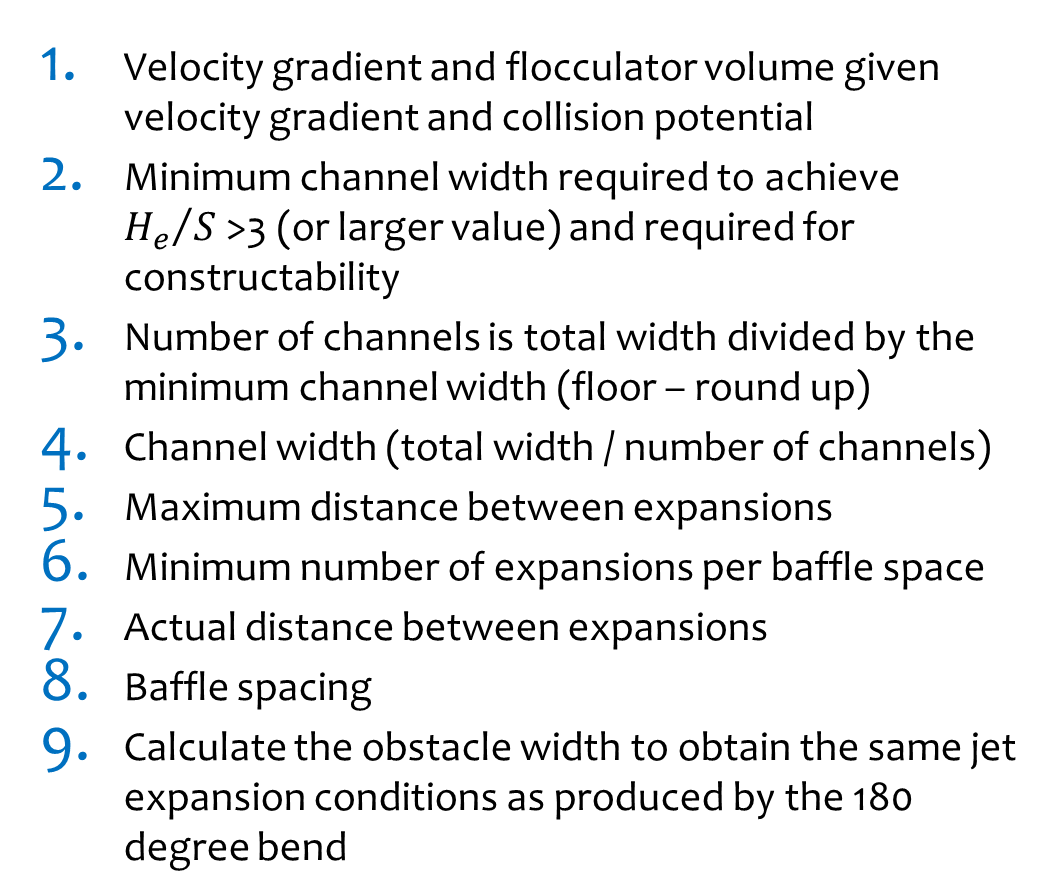 1. Velocity gradient and flocculator volume given
velocity gradient and collision potential
2. Minimum channel width required to achieve
H_e/S >3 (or larger value) and required for
constructability
3. Number of channels is total width divided by the
minimum channel width (floor – round up)
4. Channel width (total width / number of channels)
5. Maximum distance between expansions
6. Minimum number of expansions per baffle space
7. Actual distance between expansions
8. Baffle spacing
9. Calculate the obstacle width to obtain the same jet
expansion conditions as produced by the 180
degree bend